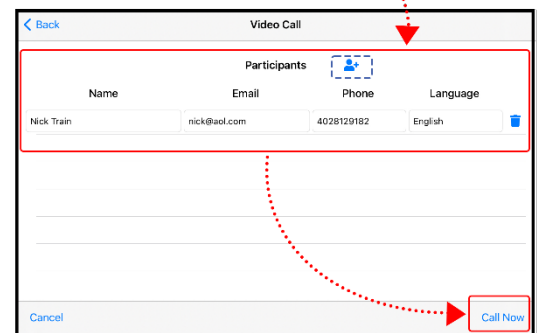 Back Video Call
Participants
Name Email Phone Language
Nick Train nick@aol.com 4028129182 English
Cancel Call Now